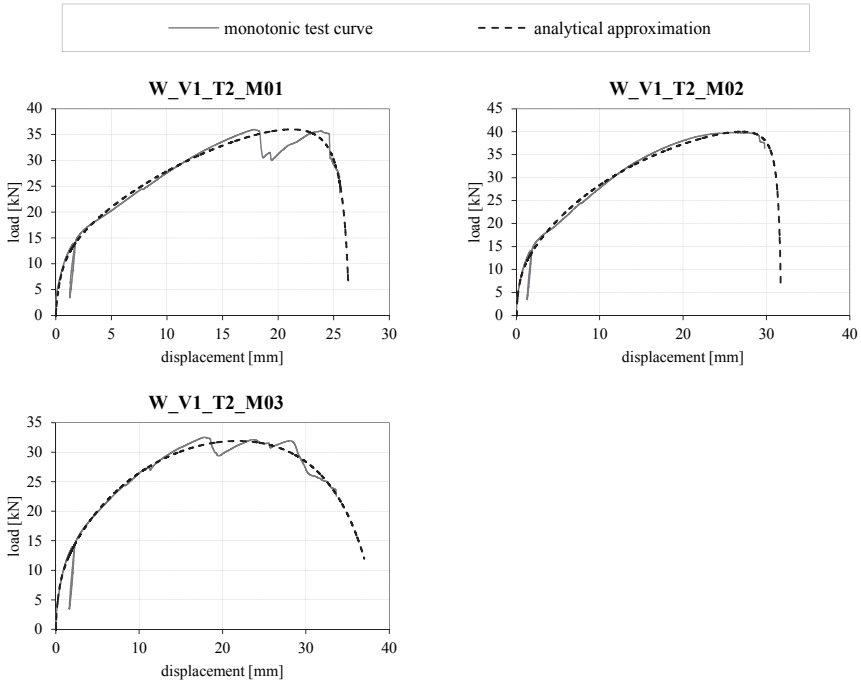 monotonic test curve
analytical approximation
W_V1_T2_M01
load [kN]
40
35
30
25
20
15
10
5
0
0 5 10 15 20 25 30
displacement [mm]
W_V1_T2_M02
load [kN]
45
40
35
30
25
20
15
10
5
0
0 10 20 30 40
displacement [mm]
W_V1_T2_M03
load [kN]
35
30
25
20
15
10
5
0
0 10 20 30 40
displacement [mm]